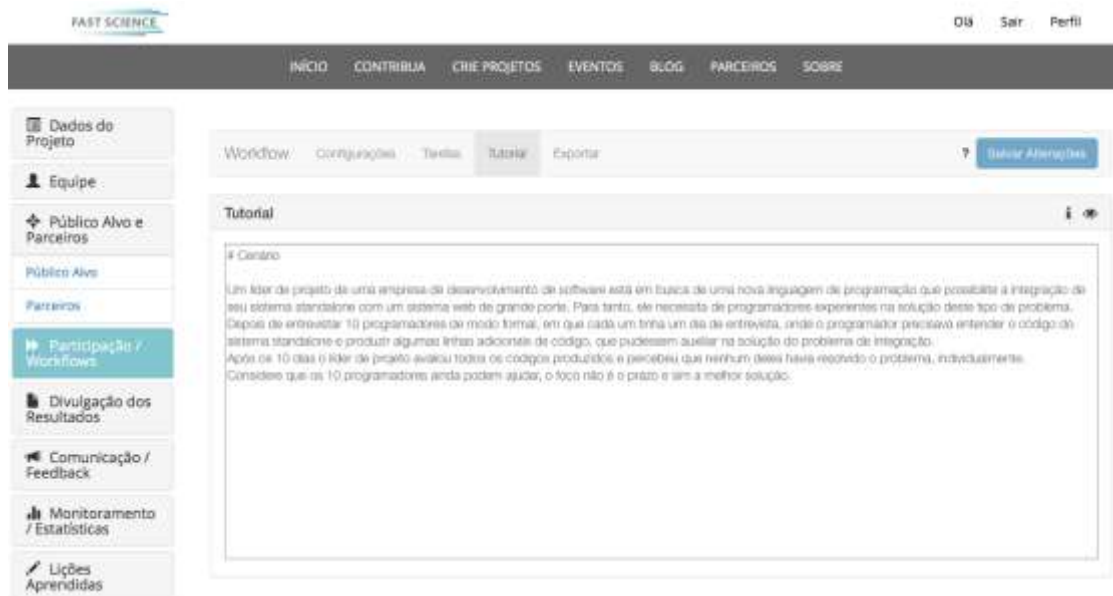 FAST SCIENCE
Olá Sair Perfil
INÍCIO CONTRIBUA CRIE PROJETOS EVENTOS BLOG PARCEIROS SOBRE
Dados do
Projeto
Equipe
Público Alvo e
Parceiros
Público Alvo
Parceiros
Participação /
Workflows
Divulgação dos
Resultados
Comunicação /
Feedback
Monitoramento
/ Estatísticas
Lições
Aprendidas
Workflow Configurações Tarefas Tutorial Exportar ? Salvar Alterações
Tutorial
# Cenário
Um líder de projeto de uma empresa de desenvolvimento de software está em busca de uma nova linguagem de programação que possibilite a integração de
seu sistema standalone com um sistema web de grande porte. Para tanto, ele necessita de programadores experientes na solução deste tipo de problema.
Depois de entrevistar 10 programadores de modo formal, em que cada um tinha um dia de entrevista, onde o programador precisava entender o código do
sistema standalone e produzir algumas linhas adicionais de código, que pudessem auxiliar na solução do problema de integração.
Após os 10 dias o líder de projeto avaliou todos os códigos produzidos e percebeu que nenhum deles havia resolvido o problema, individualmente.
Considere que os 10 programadores ainda podem ajudar, o foco não é o prazo e sim a melhor solução.